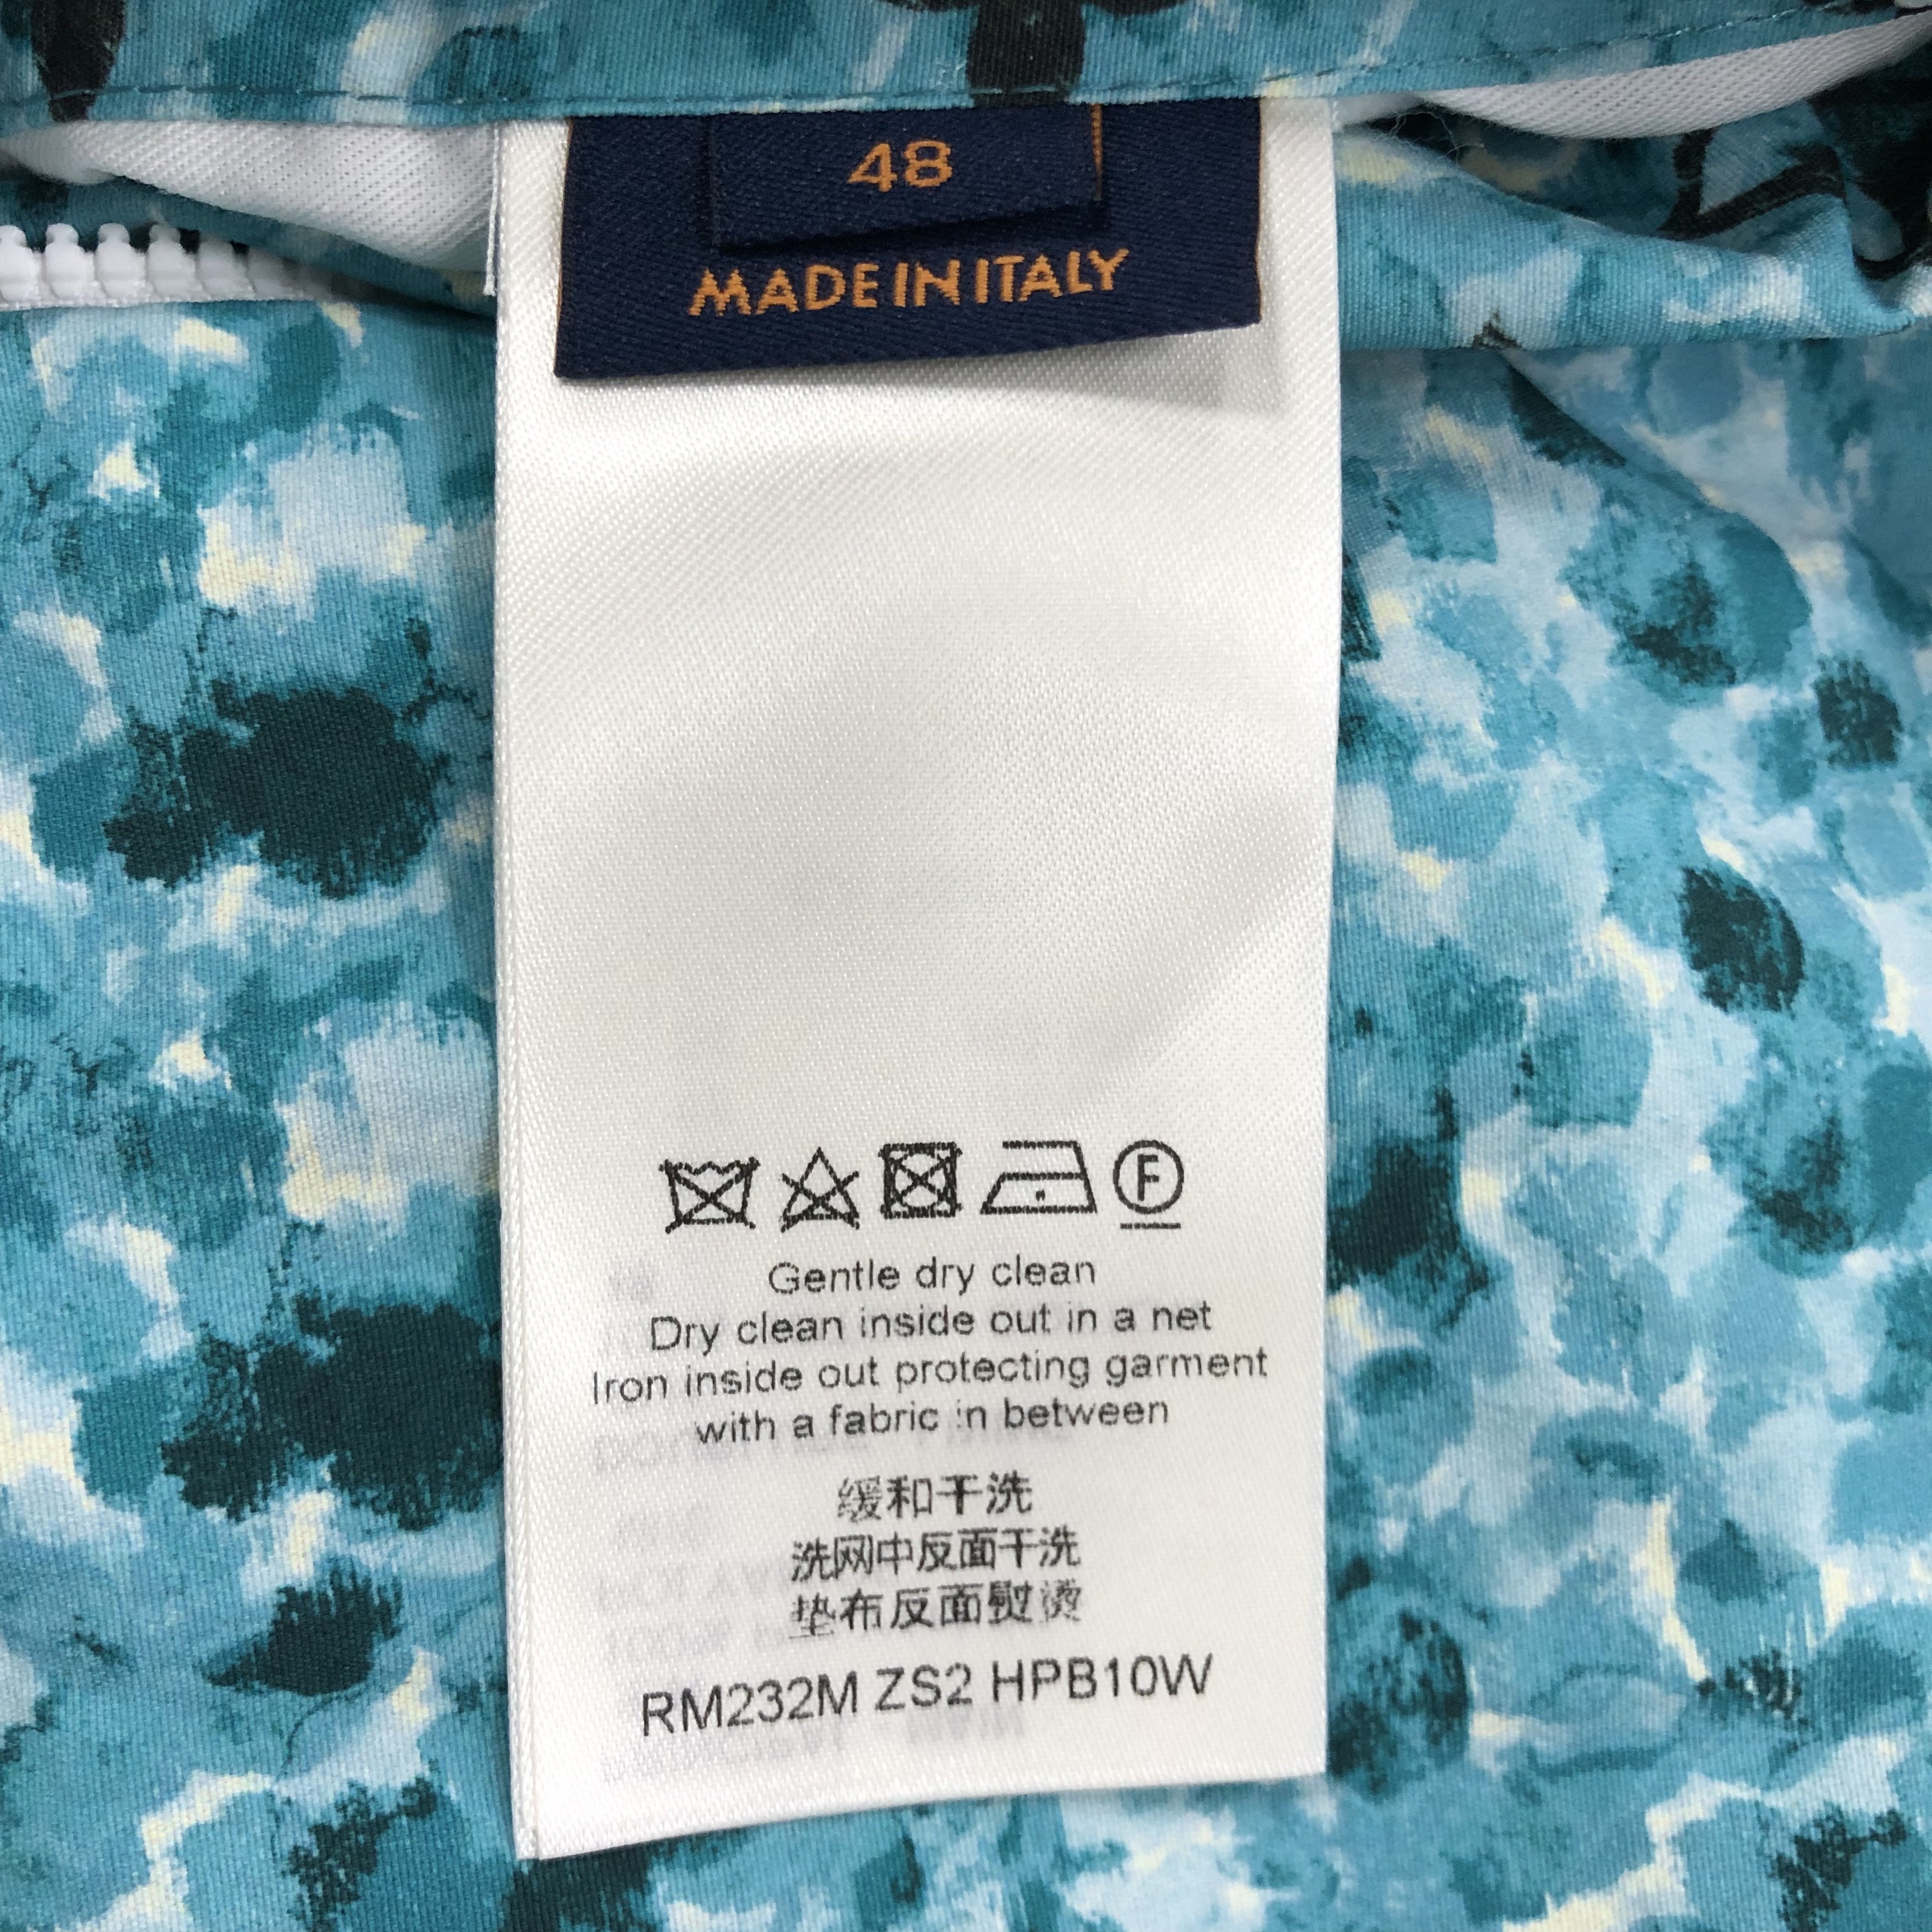 48
MADE IN ITALY
F
Gentle dry clean
Dry clean inside out in a net
Iron inside out protecting garment
with a fabric in between
缓和干洗
洗网中反面干洗
垫布反面熨烫
RM232M ZS2 HPB10W